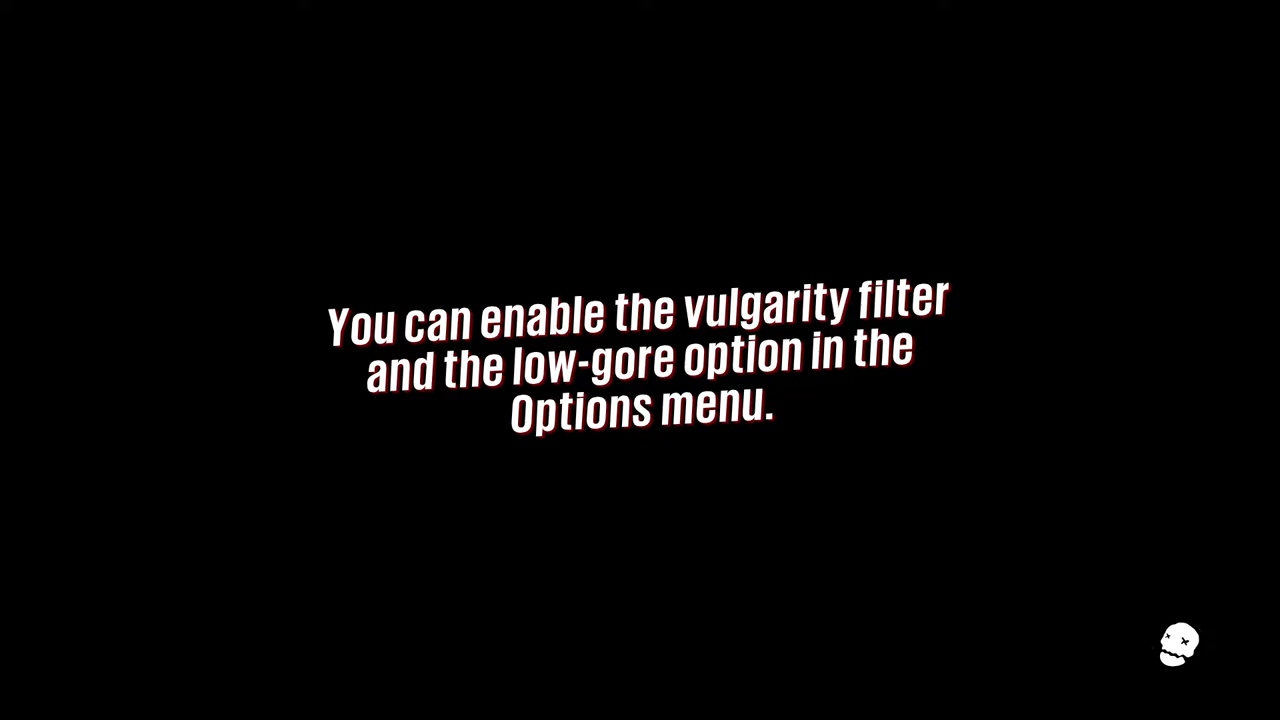 You can enable the vulgarity filter
and the low-gore option in the
Options menu.